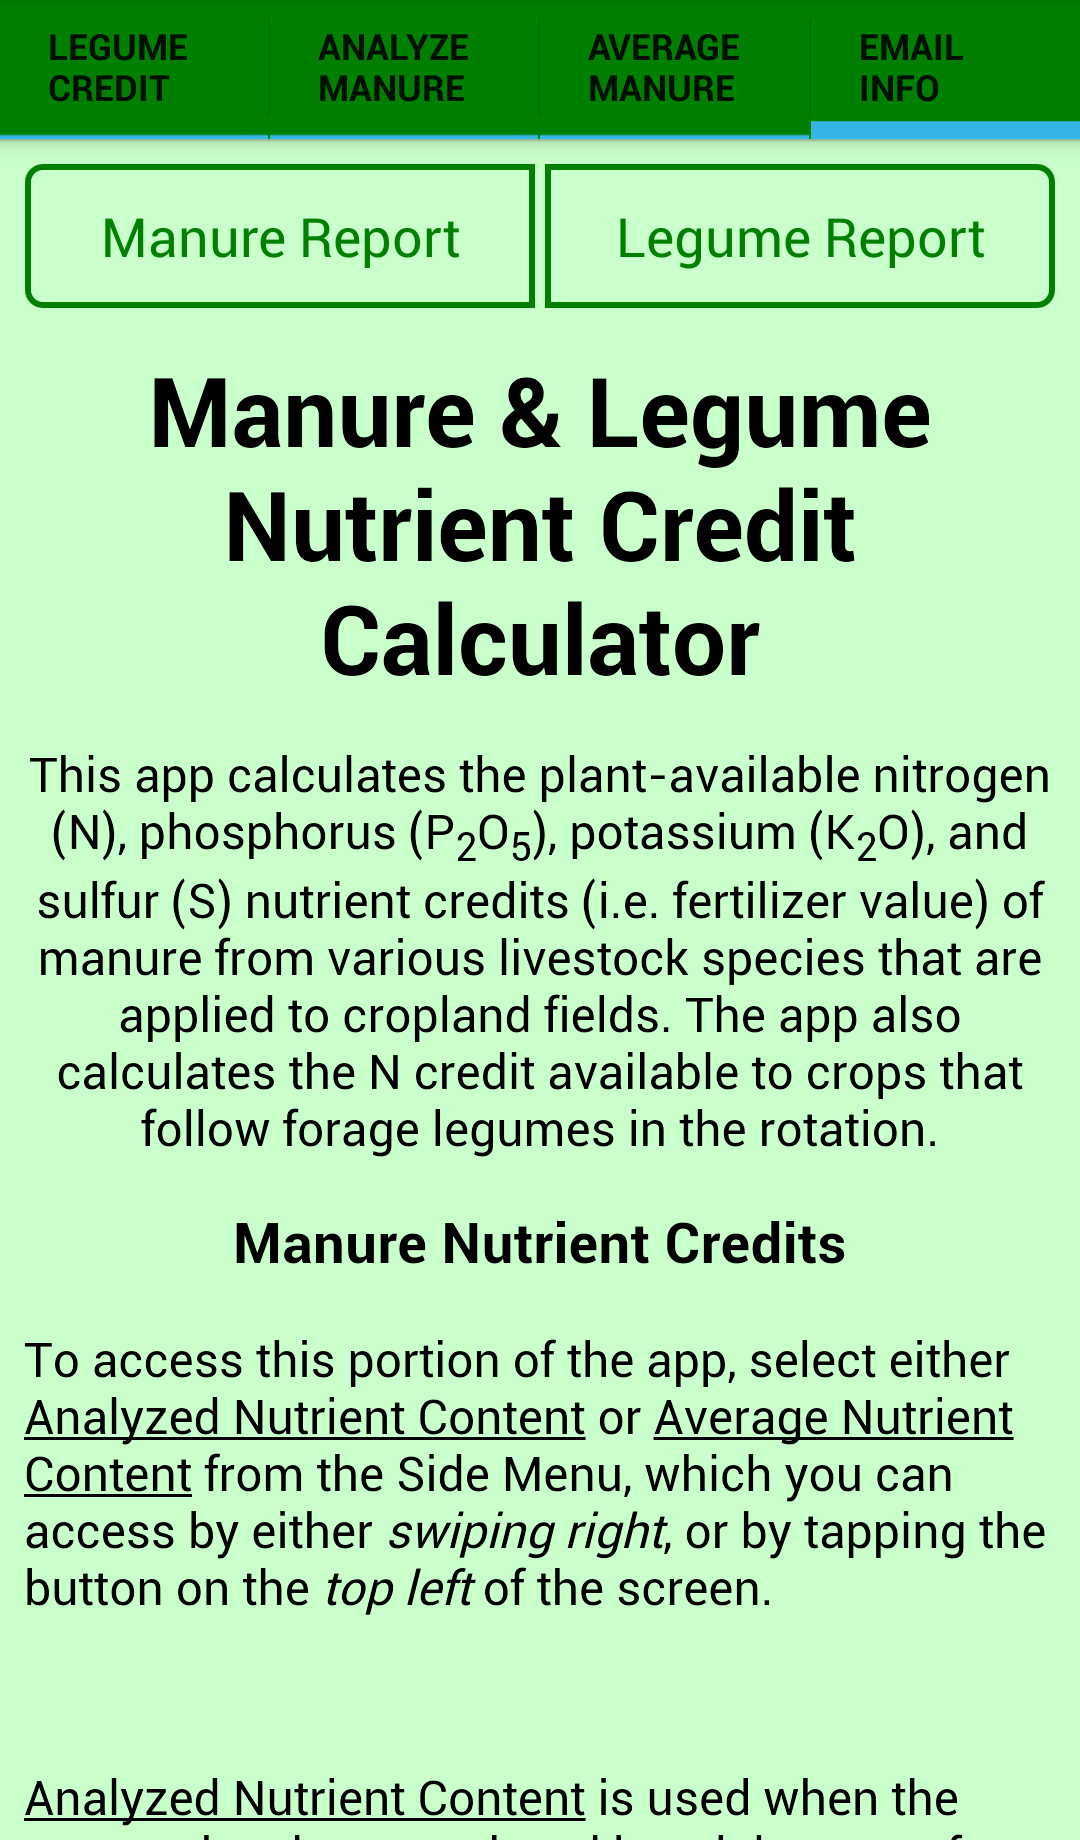 LEGUME CREDIT
ANALYZE MANURE
AVERAGE MANURE
EMAIL INFO
Manure Report
Legume Report
Manure & Legume
Nutrient Credit
Calculator
This app calculates the plant-available nitrogen
(N), phosphorus (P₂O₅), potassium (K₂O), and
sulfur (S) nutrient credits (i.e. fertilizer value) of
manure from various livestock species that are
applied to cropland fields. The app also
calculates the N credit available to crops that
follow forage legumes in the rotation.
Manure Nutrient Credits
To access this portion of the app, select either
Analyzed Nutrient Content or Average Nutrient
Content from the Side Menu, which you can
access by either swiping right, or by tapping the
button on the top left of the screen.
Analyzed Nutrient Content is used when the